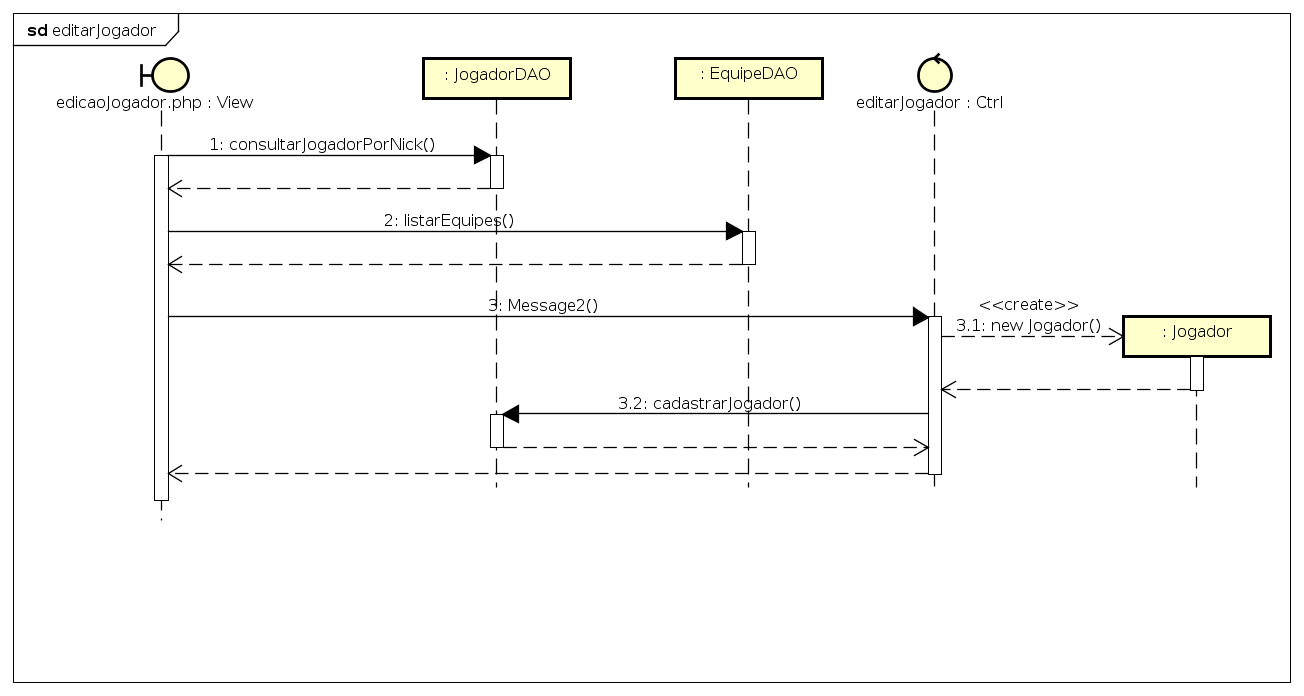 sd editarJogador
: JogadorDAO
: EquipeDAO
edicaoJogador.php : View
editarJogador : Ctrl
1: consultarJogadorPorNick()
2: listarEquipes()
3: Message2()
<<create>>
3.1: new Jogador()
: Jogador
3.2: cadastrarJogador()